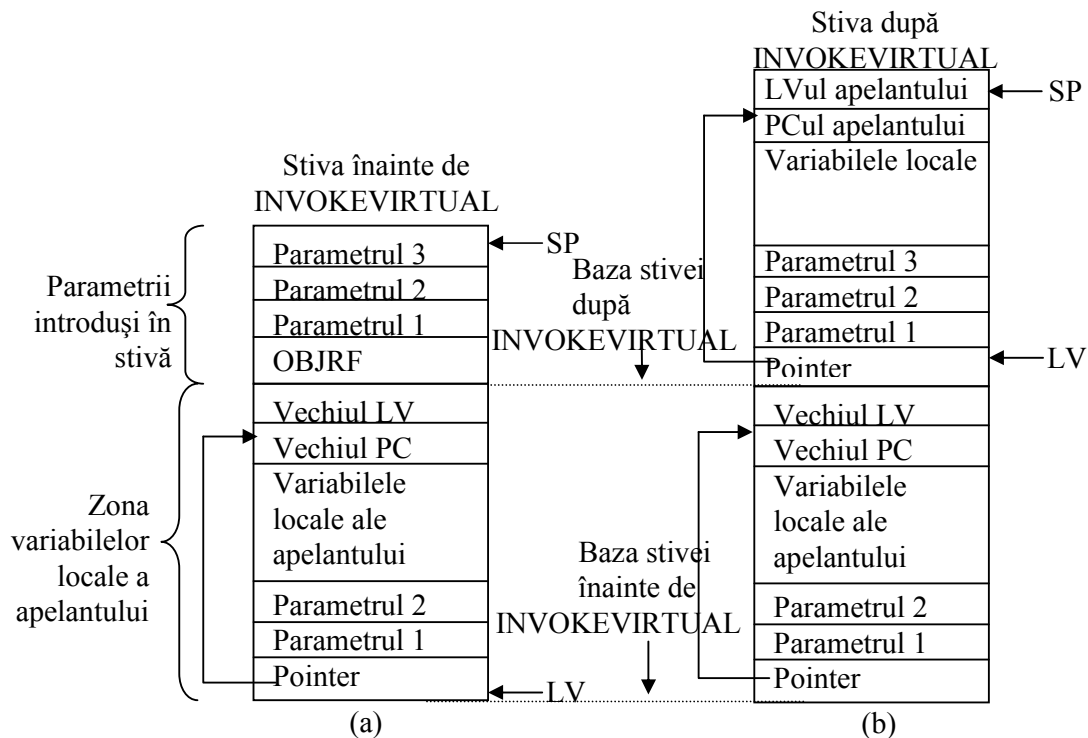 Stiva înainte de
INVOKEVIRTUAL
Parametrul 3
Parametrul 2
Parametrul 1
OBJRF
Vechiul LV
Vechiul PC
Variabilele
locale ale
apelantului
Parametrul 2
Parametrul 1
Pointer
SP
LV
Parametrii
introduşi în
stivă
Zona
variabilelor
locale a
apelantului
(a)
Baza stivei
după
INVOKEVIRTUAL
Baza stivei
înainte de
INVOKEVIRTUAL
Stiva după
INVOKEVIRTUAL
LVul apelantului
PCul apelantului
Variabilele locale
Parametrul 3
Parametrul 2
Parametrul 1
Pointer
Vechiul LV
Vechiul PC
Variabilele
locale ale
apelantului
Parametrul 2
Parametrul 1
Pointer
SP
LV
(b)